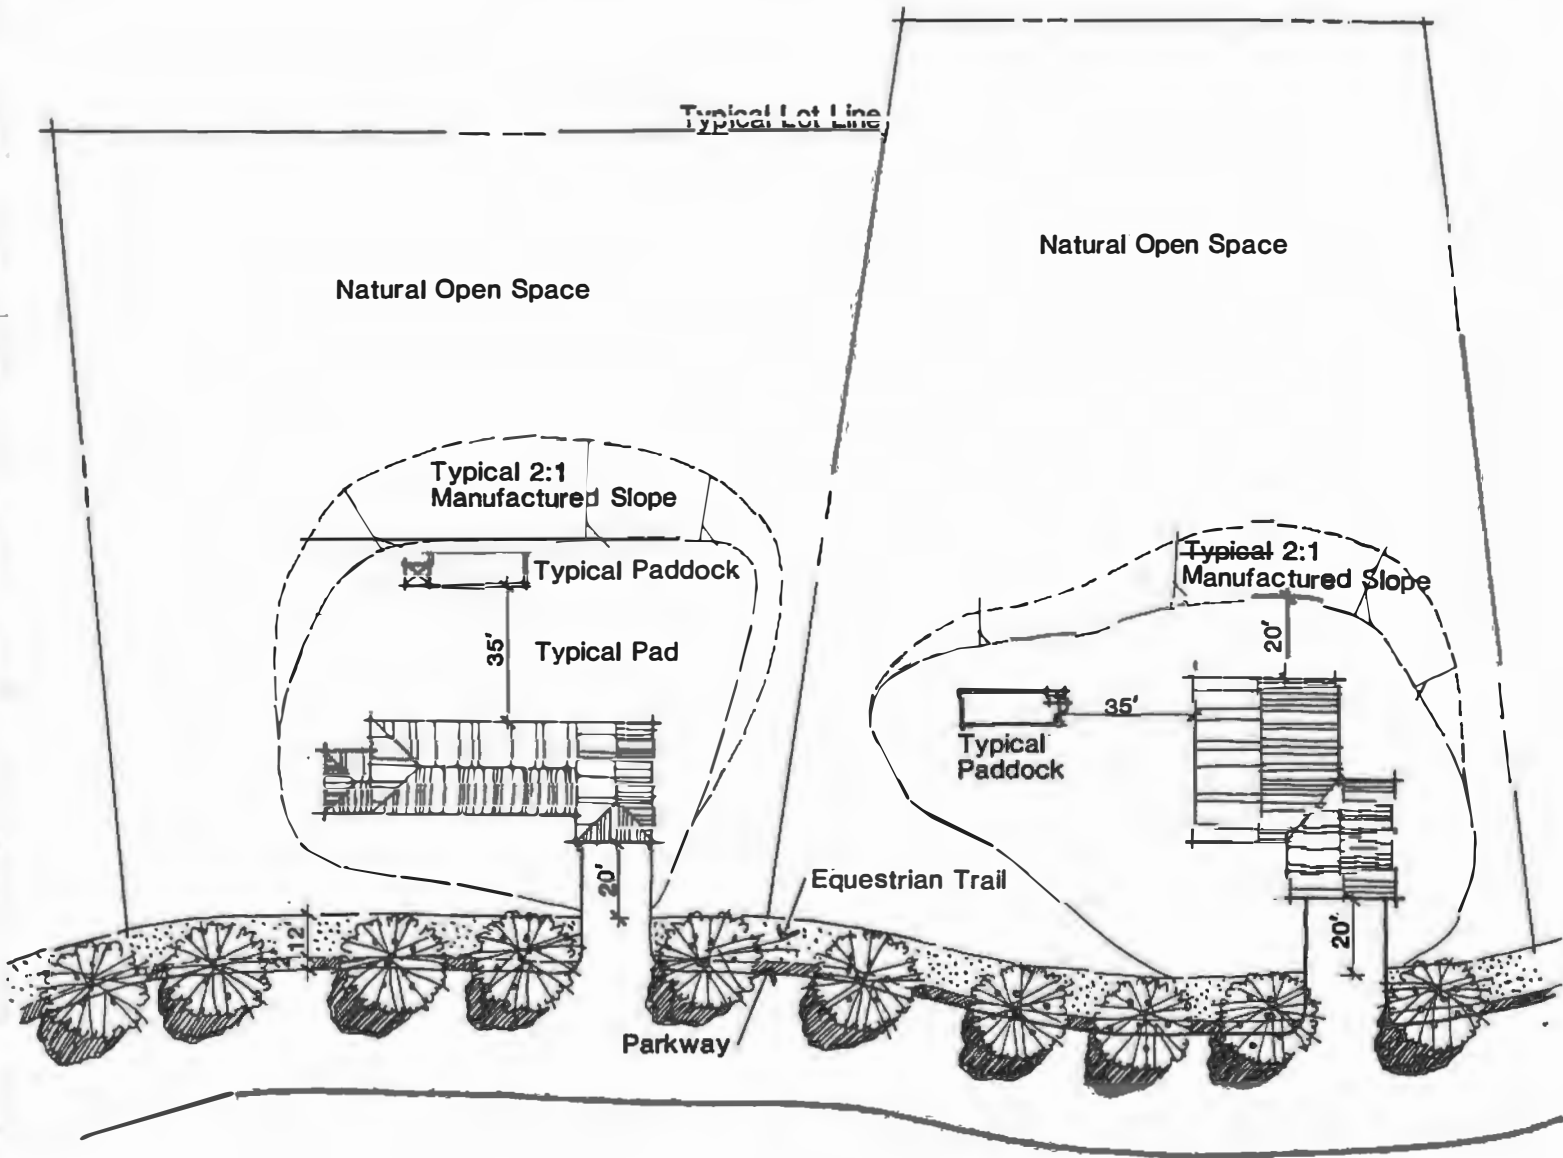 Typical Lot Line
Natural Open Space
Natural Open Space
Typical 2:1
Manufactured Slope
Typical 2:1
Manufactured Slope
Typical Paddock
35'
Typical Pad
20'
35'
Typical
Paddock
20'
Equestrian Trail
12
20'
Parkway